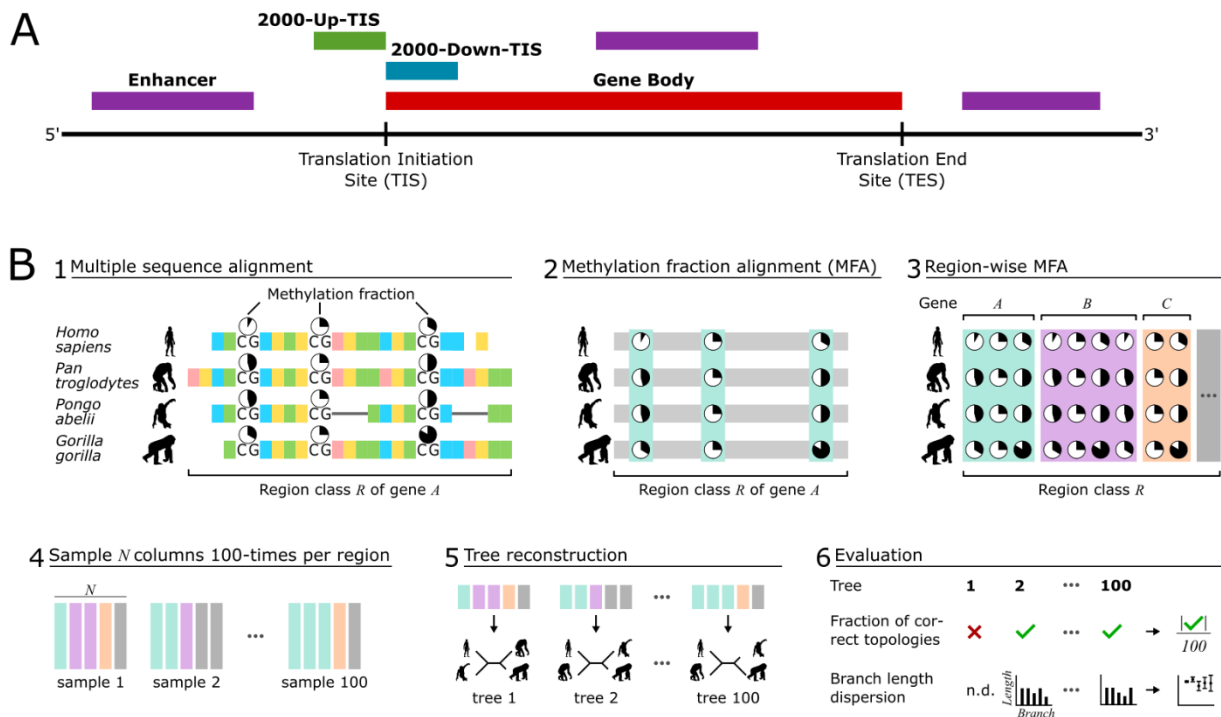 A
2000-Up-TIS
2000-Down-TIS
Enhancer
Gene Body
5'
3'
Translation Initiation
Site (TIS)
Translation End
Site (TES)
B
1 Multiple sequence alignment
Methylation fraction
Homo
sapiens
CG CG CG
Pan
troglodytes
CG CG CG
Pongo
abelii
CG CG CG
Gorilla
gorilla
CG CG CG
Region class R of gene A
2 Methylation fraction alignment (MFA)
Region class R of gene A
3 Region-wise MFA
Gene A B C
...
Region class R
4 Sample N columns 100-times per region
N
...
sample 1 sample 2 sample 100
5 Tree reconstruction
...
...
tree 1 tree 2 tree 100
6 Evaluation
Tree 1 2 ... 100
Fraction of cor-
rect topologies
✗ ✓ ... ✓ |✓|
100
Branch length
dispersion
n.d. Length ...
Branch